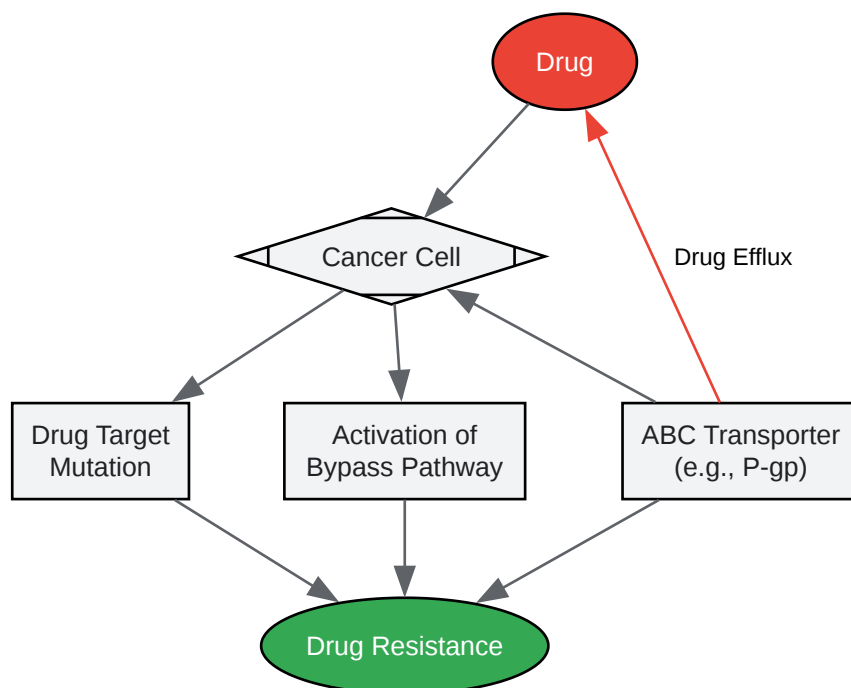 Drug
Cancer Cell
Drug Efflux
Drug Target
Mutation
Activation of
Bypass Pathway
ABC Transporter
(e.g., P-gp)
Drug Resistance